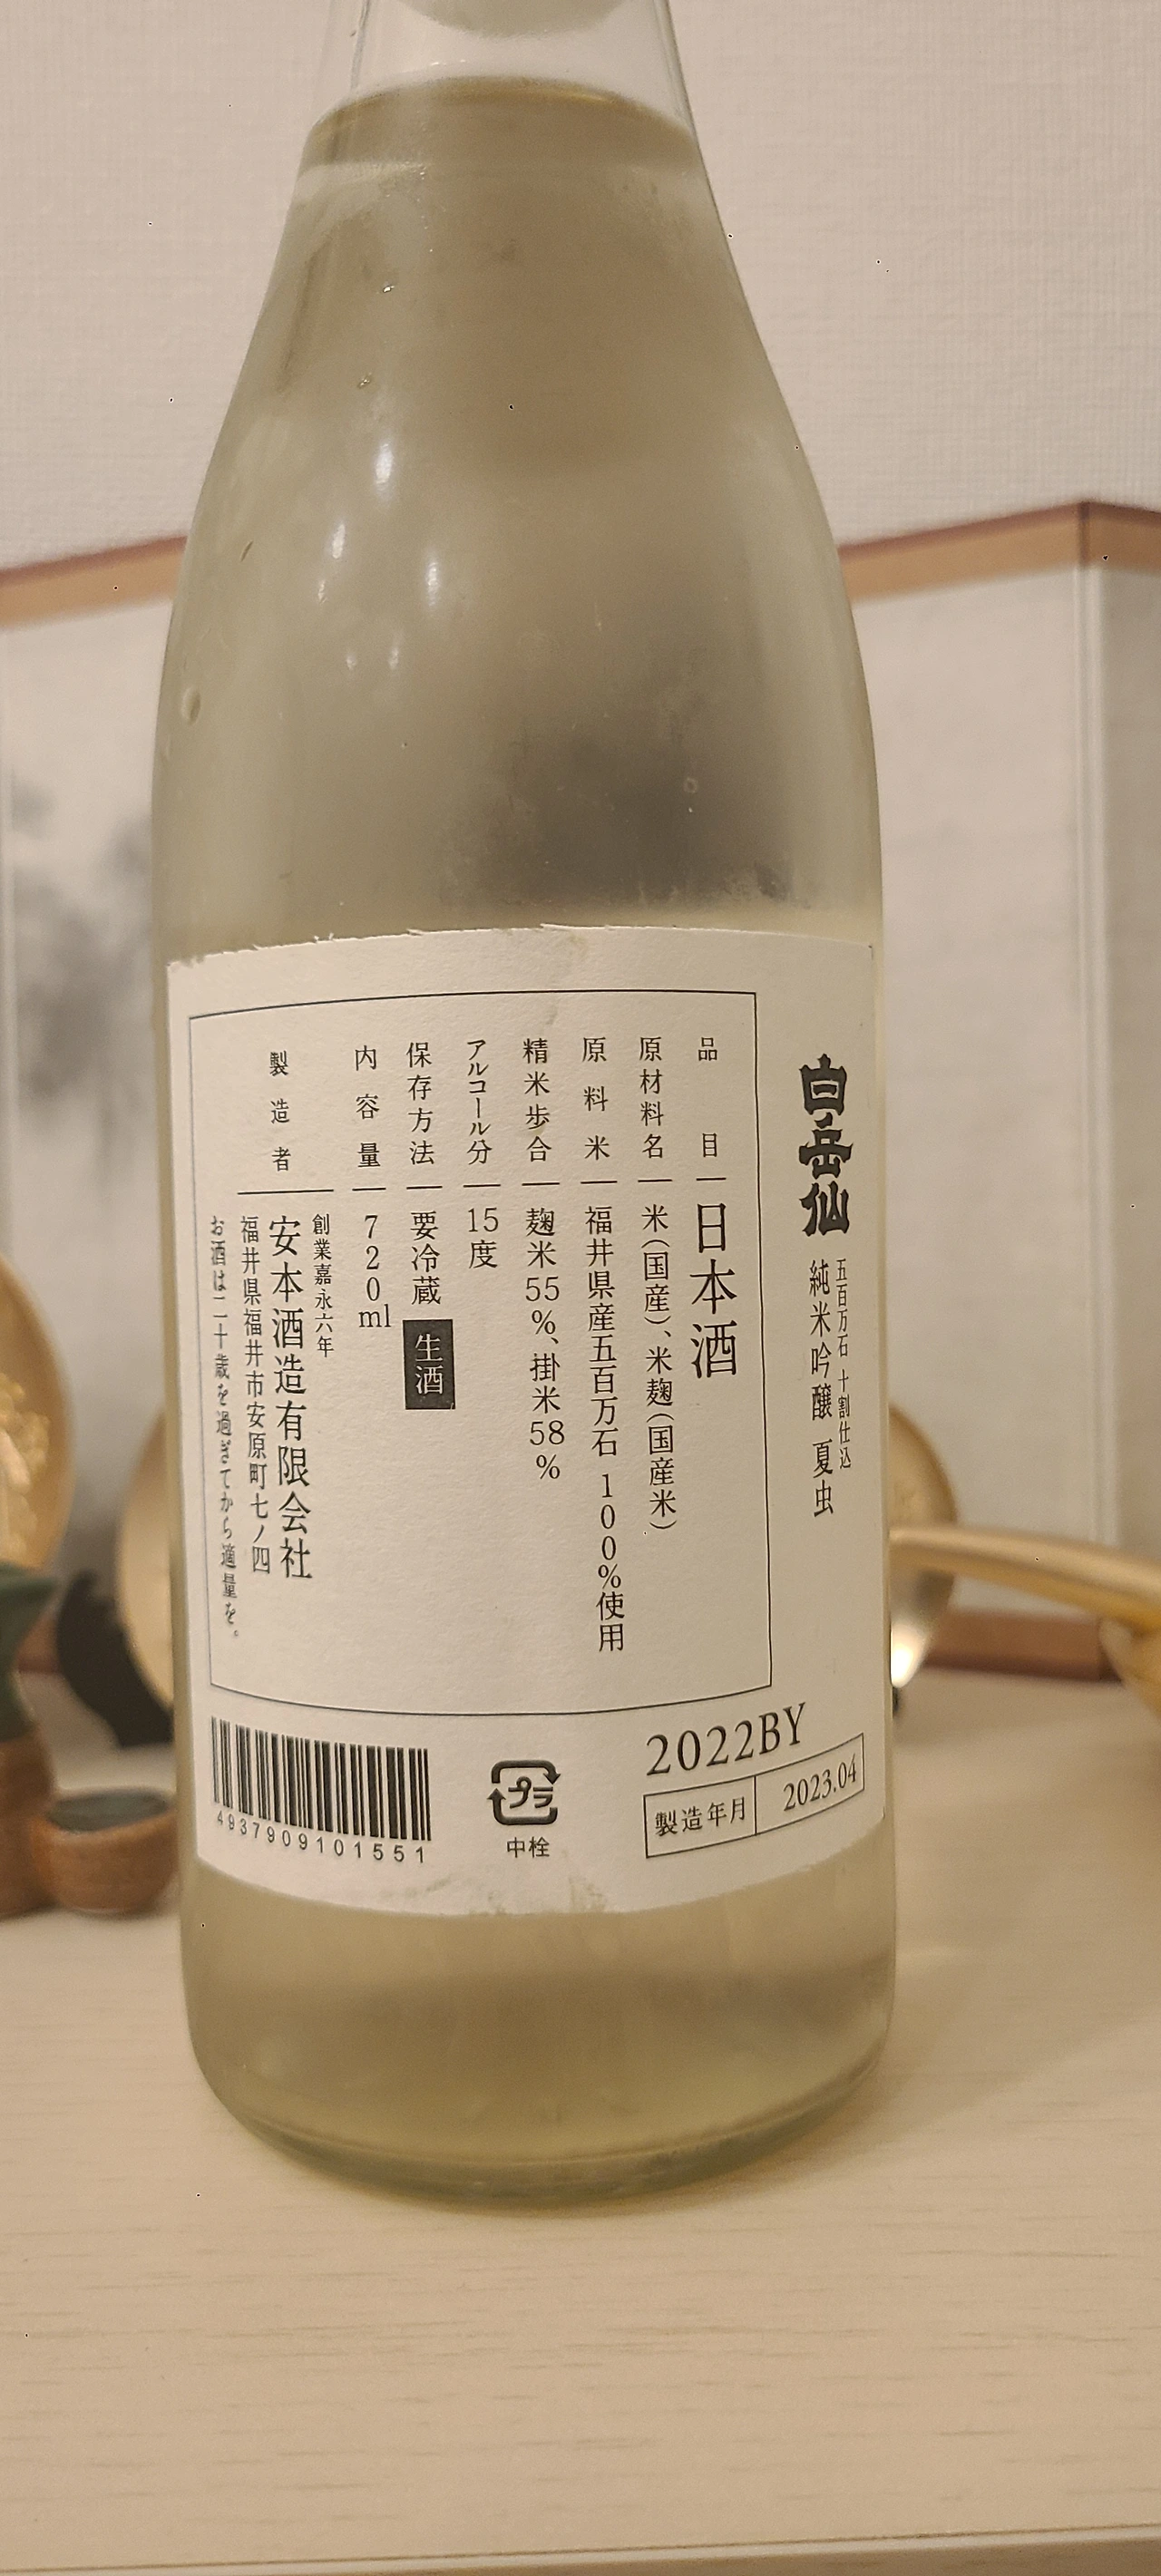 白岳仙
五百万石 十割仕込
純米吟醸 夏虫
品目 日本酒
原材料名 米(国産)、米麹(国産米)
原料米 福井県産五百万石 100%使用
精米歩合 麹米55%、掛米58%
アルコール分 15度
保存方法 要冷蔵 生酒
内容量 720ml
製造者
創業嘉永六年
安本酒造有限会社
福井県福井市安原町七ノ四
お酒は二十歳を過ぎてから適量を。
2022BY
製造年月 2023.04
プラ
中栓
4937909101551